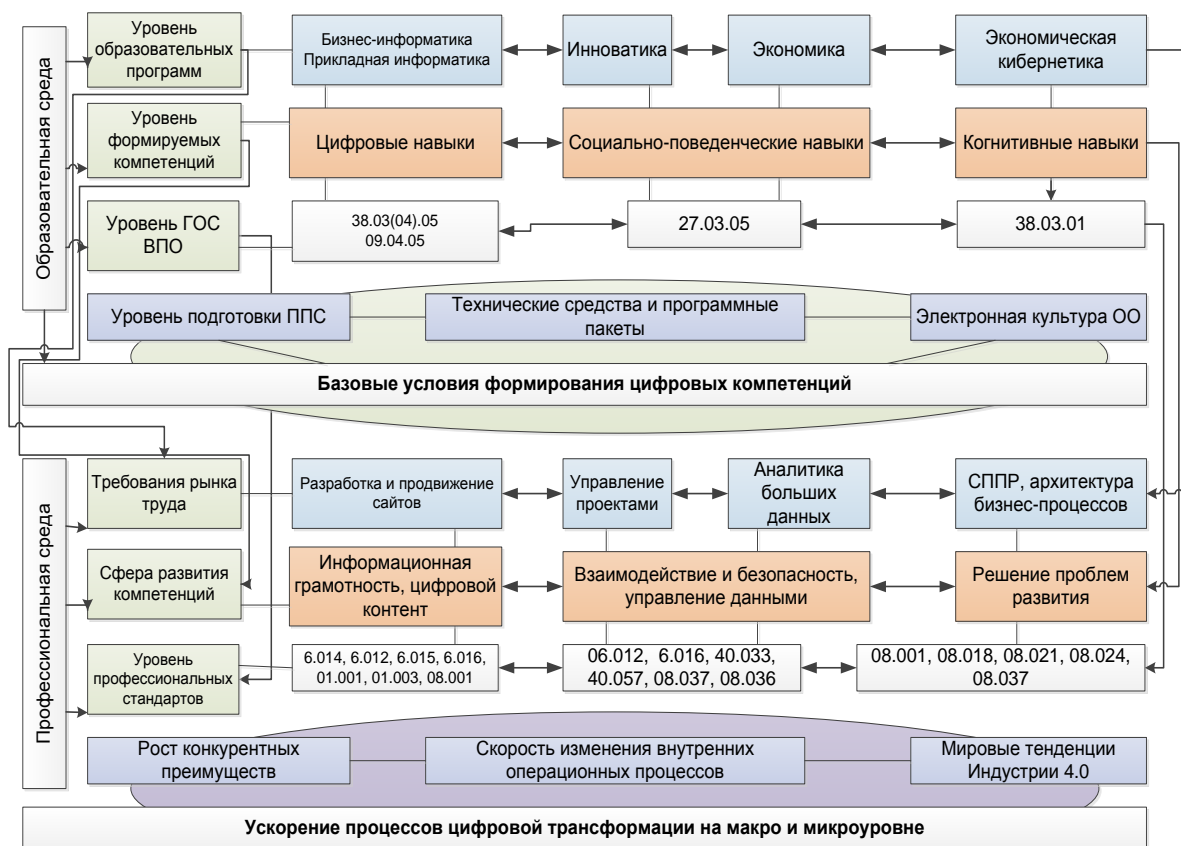 Образовательная среда
Уровень
образовательных
программ
Бизнес-информатика
Прикладная информатика
Инноватика
Экономика
Экономическая
кибернетика
Уровень
формируемых
компетенций
Цифровые навыки
Социально-поведенческие навыки
Когнитивные навыки
Уровень ГОС
ВПО
38.03(04).05
09.04.05
27.03.05
38.03.01
Уровень подготовки ППС
Технические средства и программные
пакеты
Электронная культура ОО
Базовые условия формирования цифровых компетенций
Профессиональная среда
Требования рынка
труда
Разработка и продвижение
сайтов
Управление
проектами
Аналитика
больших
данных
СППР, архитектура
бизнес-процессов
Сфера развития
компетенций
Информационная
грамотность, цифровой
контент
Взаимодействие и безопасность,
управление данными
Решение проблем
развития
Уровень
профессиональных
стандартов
6.014, 6.012, 6.015, 6.016,
01.001, 01.003, 08.001
06.012, 6.016, 40.033,
40.057, 08.037, 08.036
08.001, 08.018, 08.021, 08.024,
08.037
Рост конкурентных
преимуществ
Скорость изменения внутренних
операционных процессов
Мировые тенденции
Индустрии 4.0
Ускорение процессов цифровой трансформации на макро и микроуровне